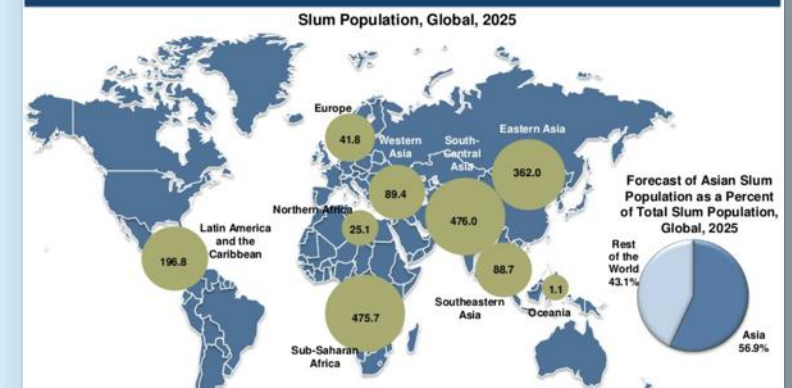 Slum Population, Global, 2025
Europe
41.8
Western
Asia
89.4
South-
Central
Asia
476.0
Eastern Asia
362.0
Northern Africa
25.1
Latin America
and the
Caribbean
196.8
88.7
Southeastern
Asia
1.1
Oceania
475.7
Sub-Saharan
Africa
Forecast of Asian Slum
Population as a Percent
of Total Slum Population,
Global, 2025
Rest
of the
World
43.1%
Asia
56.9%